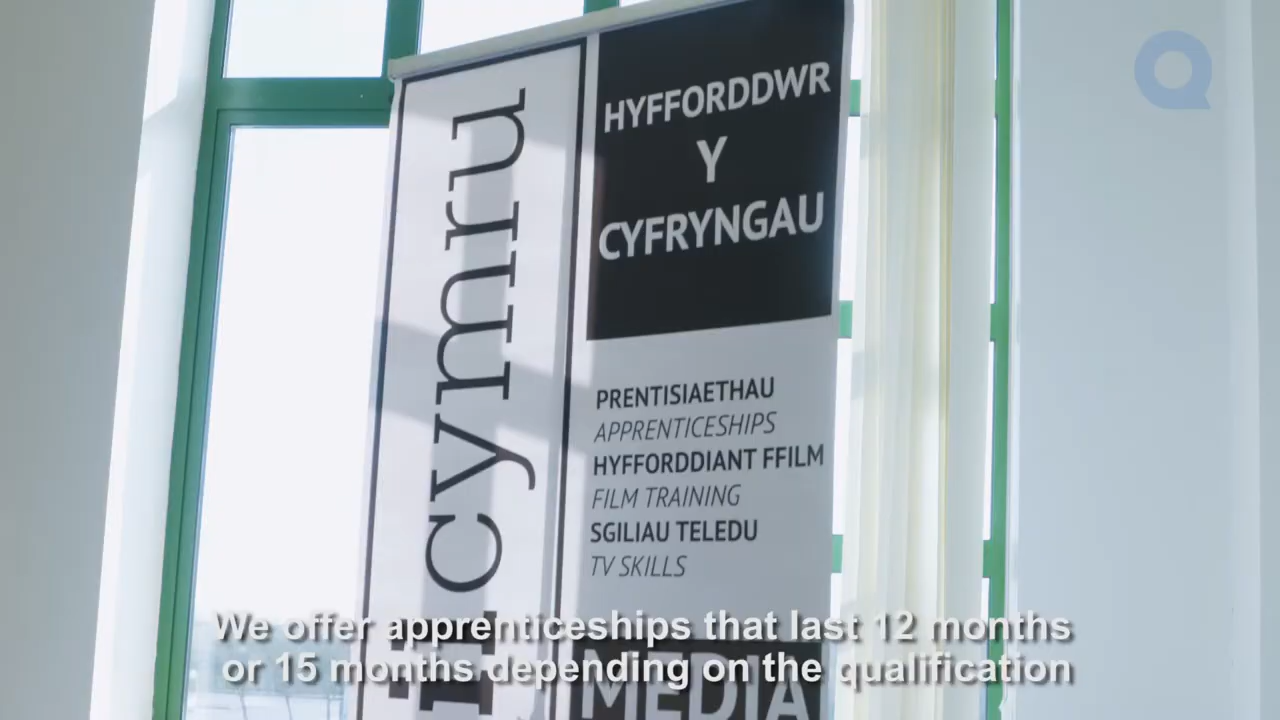 cymru
HYFFORDDWR
Y
CYFRYNGAU
PRENTISIAETHAU
APPRENTICESHIPS
HYFFORDDIANT FFILM
FILM TRAINING
SGILIAU TELEDU
TV SKILLS
MEDIA
We offer apprenticeships that last 12 months
or 15 months depending on the qualification